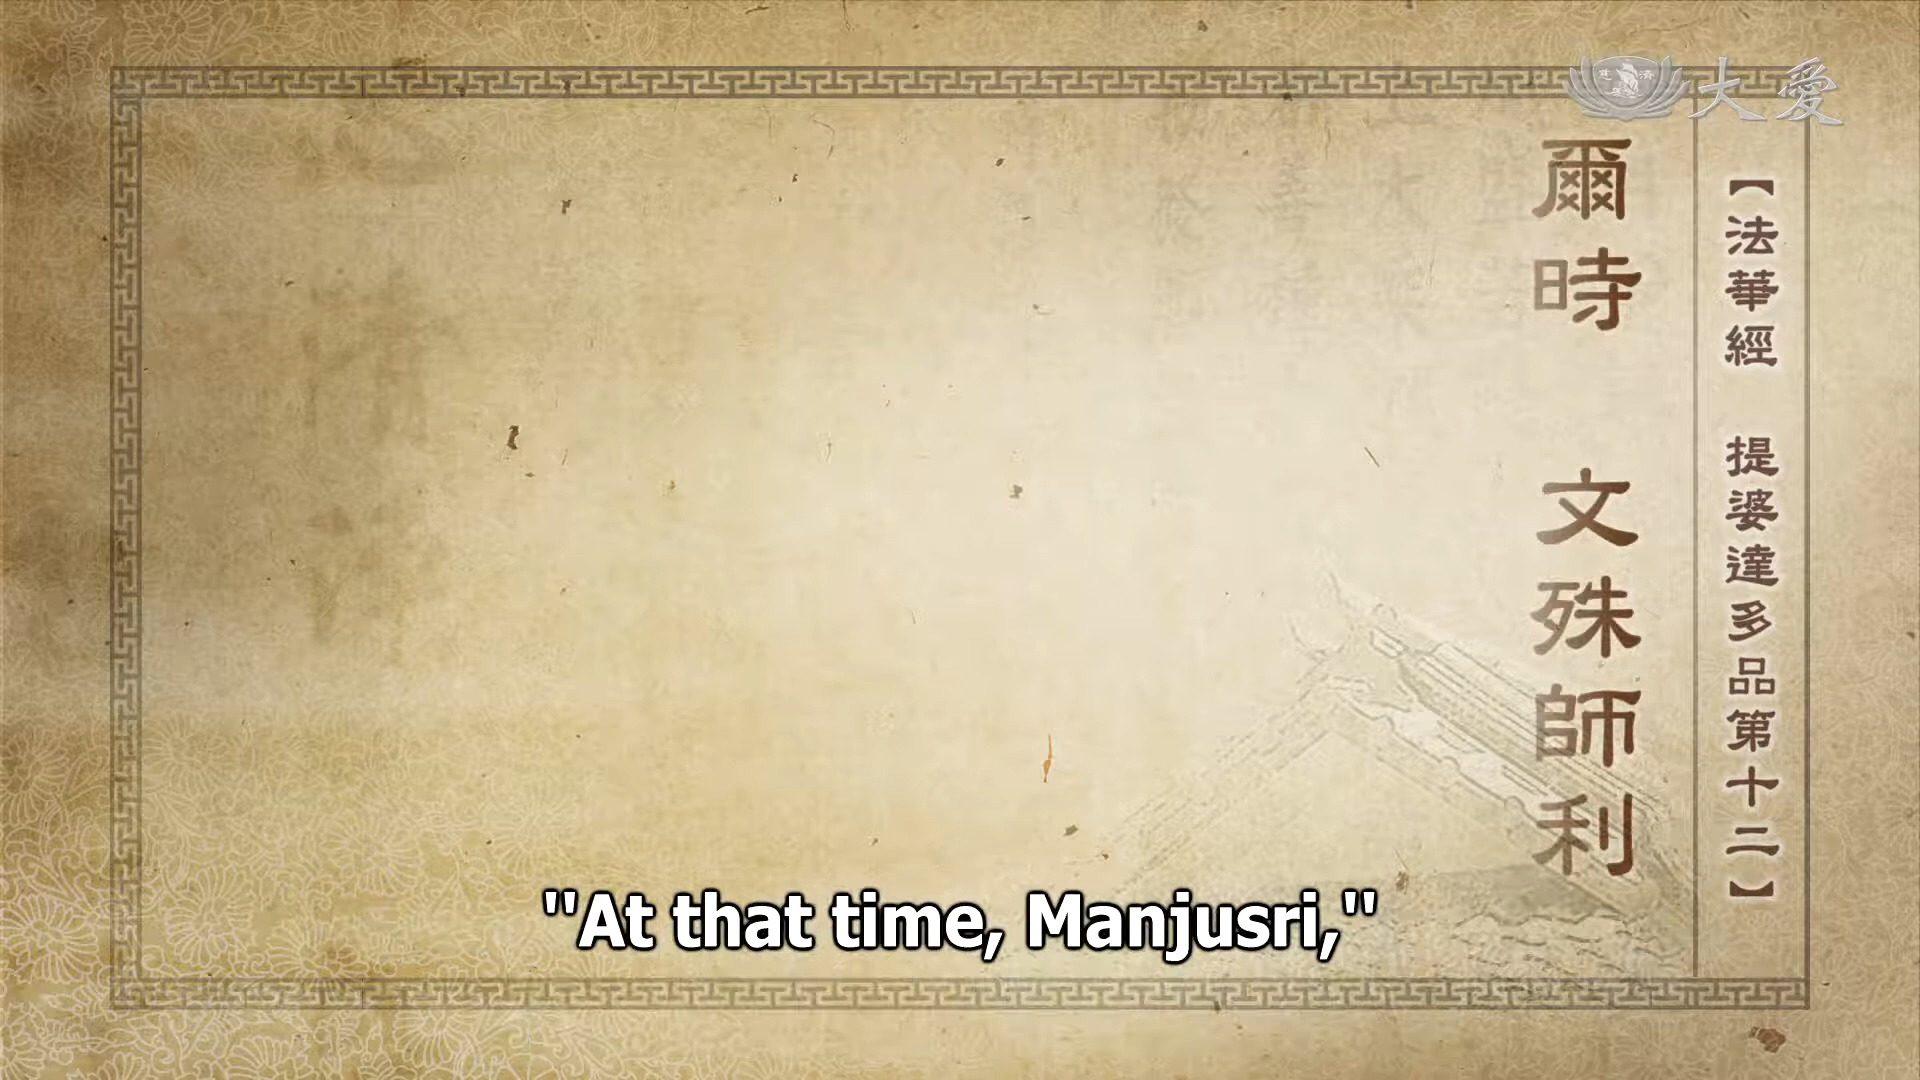 大愛
【法華經 提婆達多品第十二】
爾時 文殊師利
"At that time, Manjusri,"